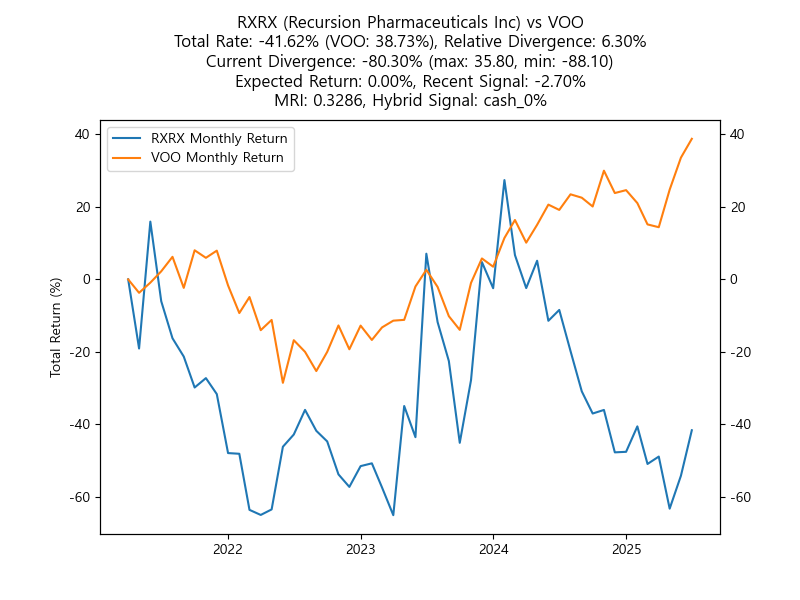 RXRX (Recursion Pharmaceuticals Inc) vs VOO
Total Rate: -41.62% (VOO: 38.73%), Relative Divergence: 6.30%
Current Divergence: -80.30% (max: 35.80, min: -88.10)
Expected Return: 0.00%, Recent Signal: -2.70%
MRI: 0.3286, Hybrid Signal: cash_0%
RXRX Monthly Return
VOO Monthly Return
Total Return (%)
40
20
0
-20
-40
-60
40
20
0
-20
-40
-60
2022
2023
2024
2025